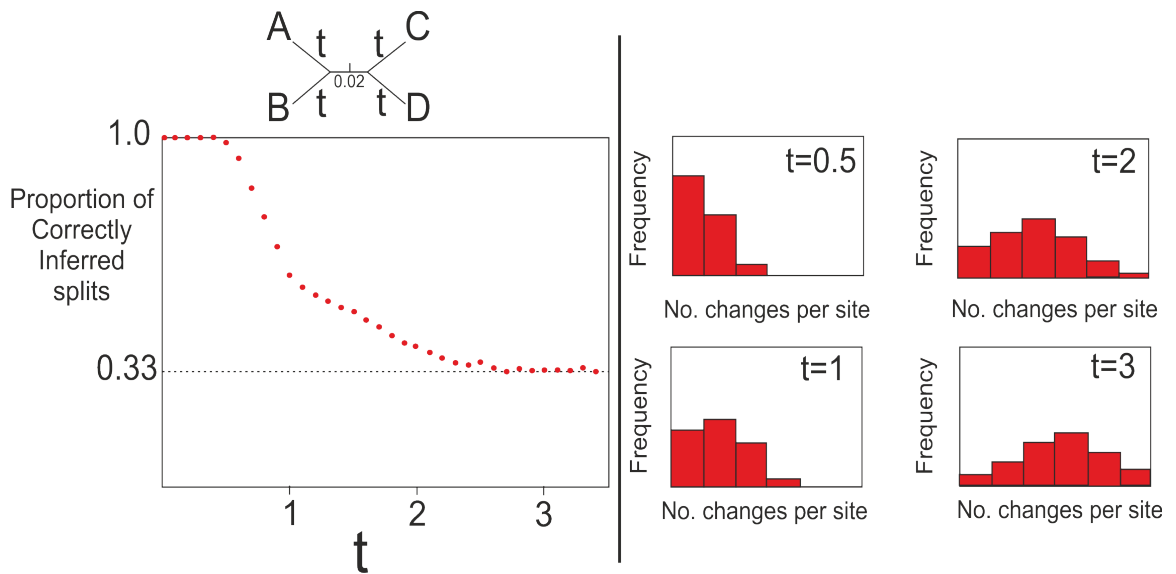 A t t C
0.02
B t t D
1.0
Proportion of
Correctly
Inferred
splits
0.33
1 2 3
t
t=0.5
Frequency
No. changes per site
t=2
Frequency
No. changes per site
t=1
Frequency
No. changes per site
t=3
Frequency
No. changes per site